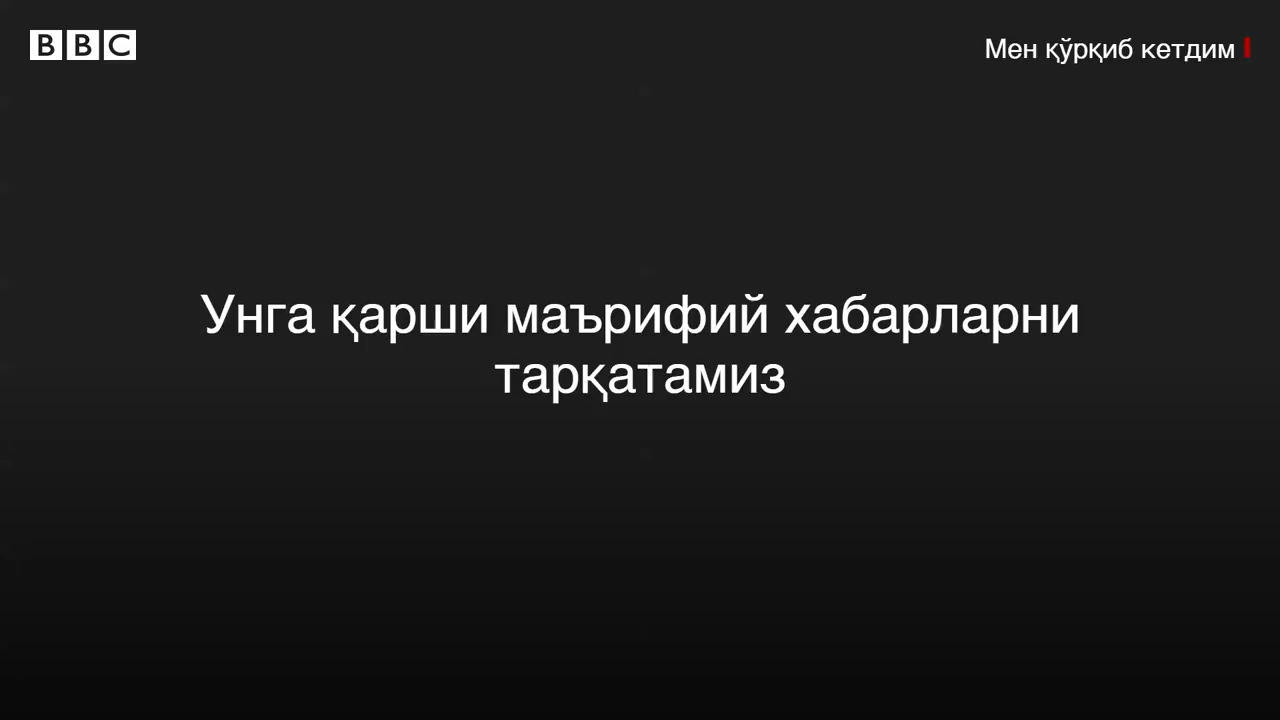 BBC
Мен қўрқиб кетдим
Унга қарши маърифий хабарларни
тарқатамиз